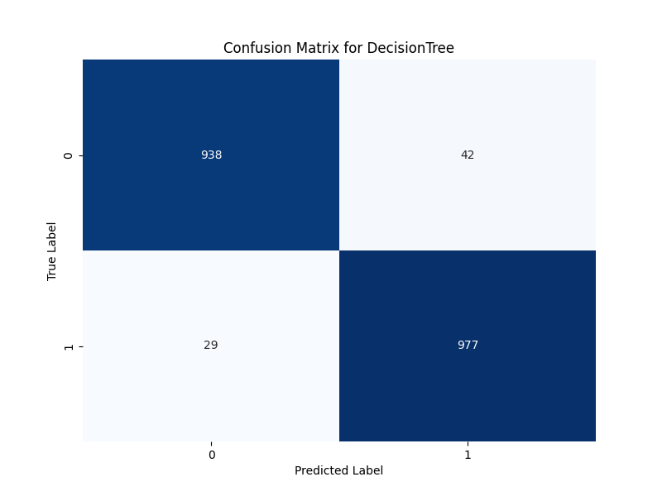 Confusion Matrix for DecisionTree
True Label
0
938
42
1
29
977
0
1
Predicted Label